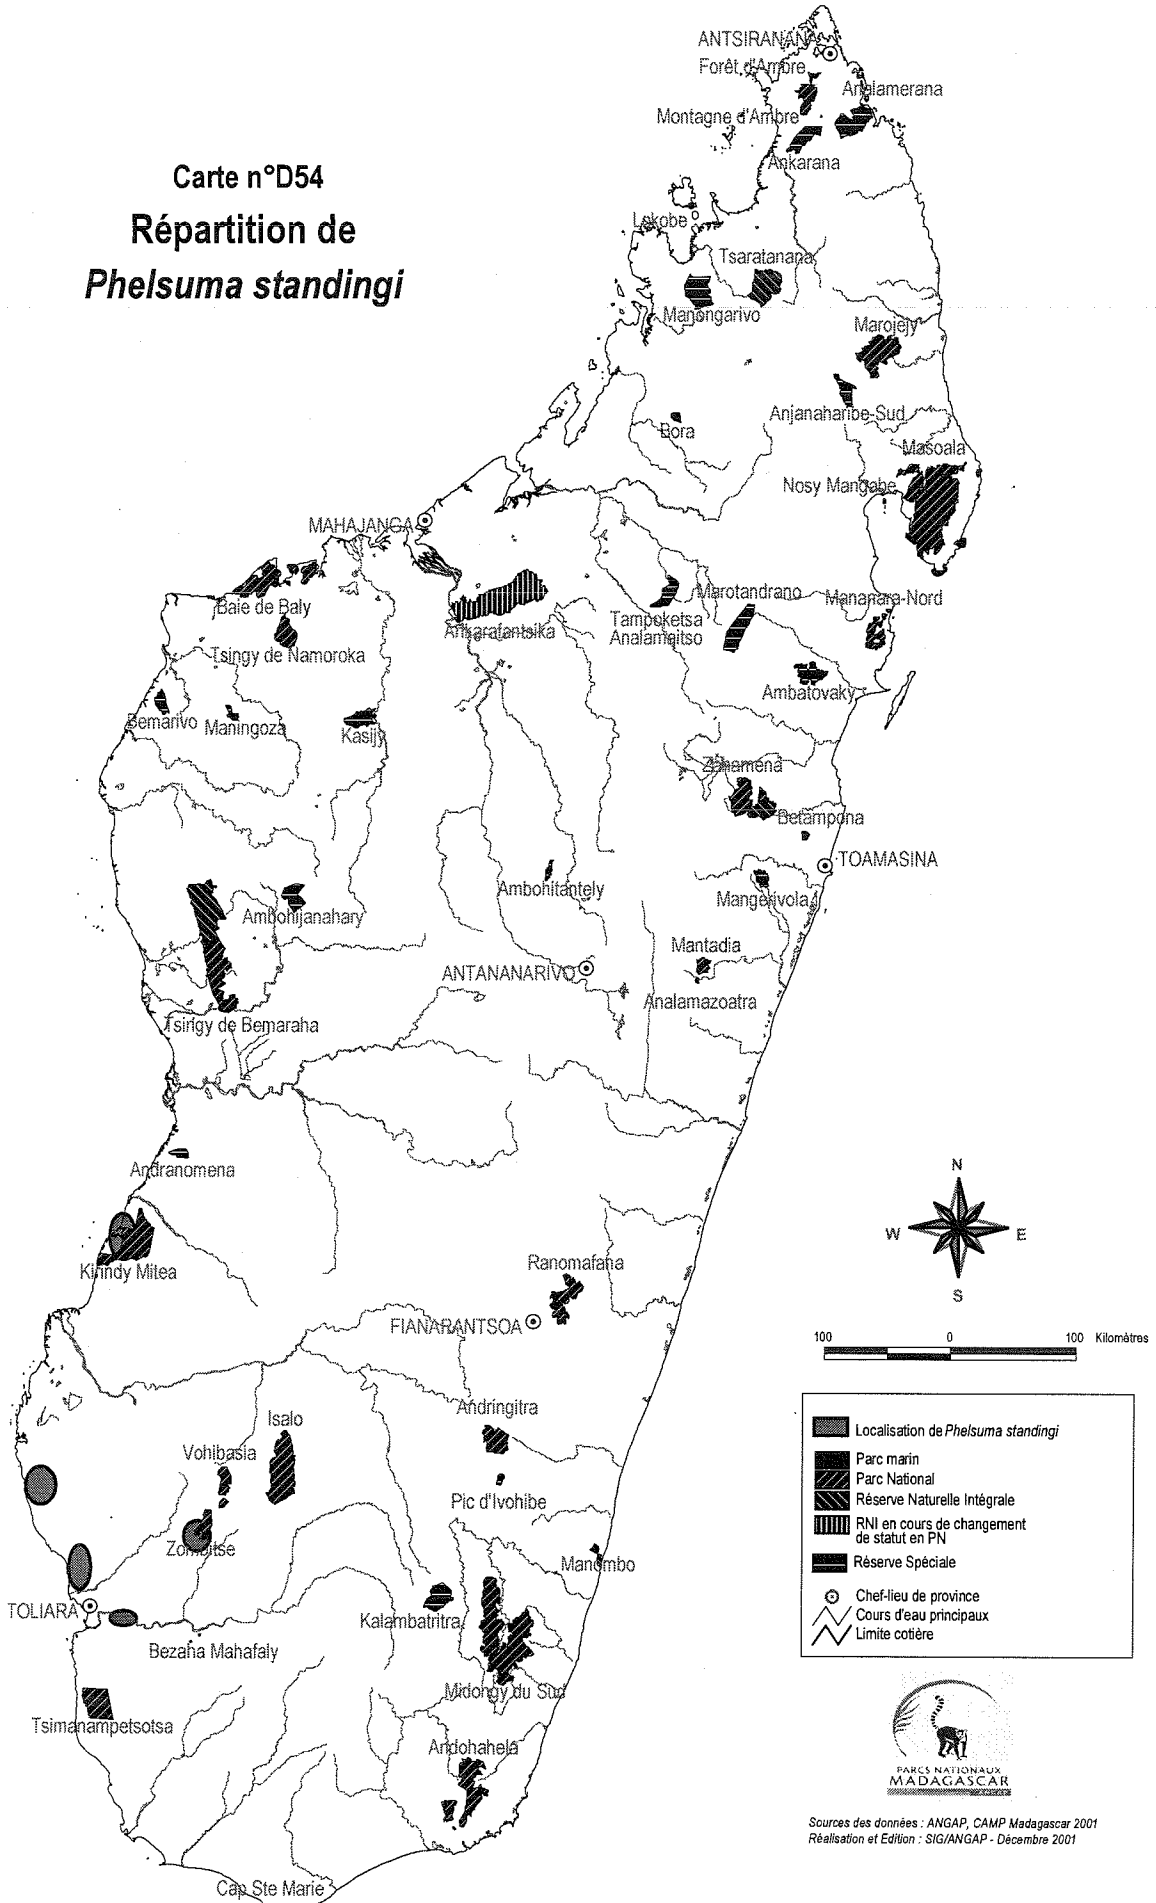 Carte n°D54
Répartition de
Phelsuma standingi
ANTSIRANANA
Forêt d'Ambre
Analamerana
Montagne d'Ambre
Ankarana
Lokobe
Tsaratanana
Manongarivo
Marojejy
Anjanaharibe-Sud
Bora
Masoala
Nosy Mangabe
MAHAJANGA
Baie de Baly
Ankarafantsika
Tampoketsa
Analamaitso
Marotandrano
Mananara-Nord
Tsingy de Namoroka
Ambatovaky
Bemarivo
Maningoza
Kasijy
Zahamena
Betampona
TOAMASINA
Ambohitantely
Mangerivola
Ambohijanahary
Mantadia
ANTANANARIVO
Analamazoatra
Tsingy de Bemaraha
Andranomena
N
W
E
S
Kirindy Mitea
Ranomafana
FIANARANTSOA
100
0
100
Kilomètres
Andringitra
Isalo
Vohibasia
Pic d'Ivohibe
Zombitse
Manombo
TOLIARA
Kalambatritra
Bezaha Mahafaly
Midongy du Sud
Tsimanampetsotsa
Andohahela
Cap Ste Marie
Localisation de Phelsuma standingi
Parc marin
Parc National
Réserve Naturelle Intégrale
RNI en cours de changement
de statut en PN
Réserve Spéciale
Chef-lieu de province
Cours d'eau principaux
Limite cotière
PARCS NATIONAUX
MADAGASCAR
Sources des données : ANGAP, CAMP Madagascar 2001
Réalisation et Edition : SIG/ANGAP - Décembre 2001